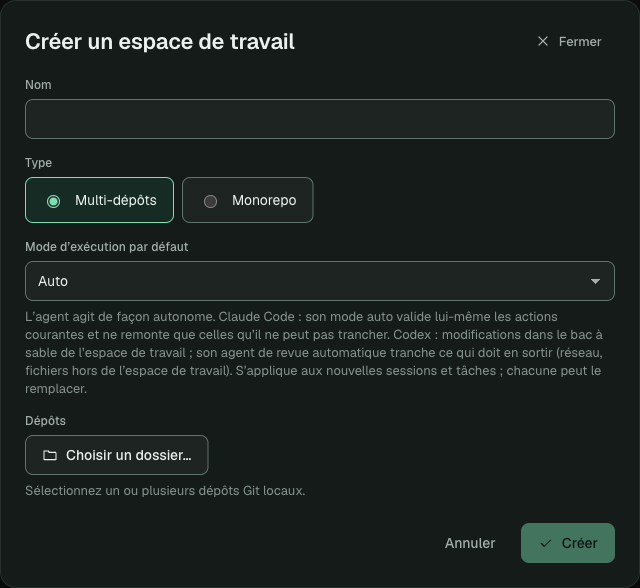 Créer un espace de travail
Fermer
Nom
Type
Multi-dépôts
Monorepo
Mode d’exécution par défaut
Auto
L’agent agit de façon autonome. Claude Code : son mode auto valide lui-même les actions
courantes et ne remonte que celles qu’il ne peut pas trancher. Codex : modifications dans le bac à
sable de l’espace de travail ; son agent de revue automatique tranche ce qui doit en sortir (réseau,
fichiers hors de l’espace de travail). S’applique aux nouvelles sessions et tâches ; chacune peut le
remplacer.
Dépôts
Choisir un dossier…
Sélectionnez un ou plusieurs dépôts Git locaux.
Annuler
Créer